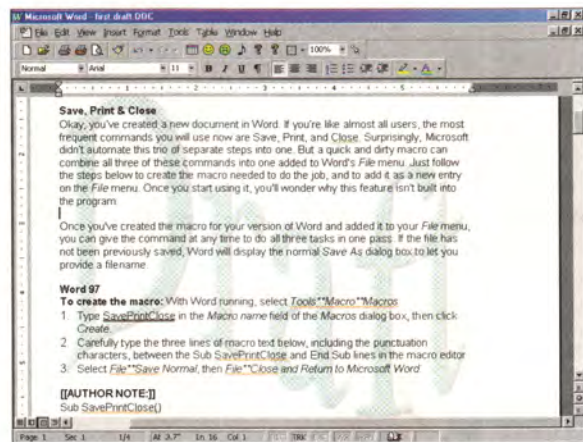 Microsoft Word - first draft.DOC
File Edit View Insert Format Tools Table Window Help
100%
Normal Arial 11 B I U ¶
Save, Print & Close
Okay, you've created a new document in Word. If you're like almost all users, the most
frequent commands you will use now are Save, Print, and Close. Surprisingly, Microsoft
didn't automate this trio of separate steps into one. But a quick and dirty macro can
combine all three of these commands into one added to Word's File menu. Just follow
the steps below to create the macro needed to do the job, and to add it as a new entry
on the File menu. Once you start using it, you'll wonder why this feature isn't built into
the program.
Once you've created the macro for your version of Word and added it to your File menu,
you can give the command at any time to do all three tasks in one pass. If the file has
not been previously saved, Word will display the normal Save As dialog box to let you
provide a filename.
Word 97
To create the macro: With Word running, select Tools**Macro**Macros
1. Type SavePrintClose in the Macro name field of the Macros dialog box, then click
Create.
2. Carefully type the three lines of macro text below, including the punctuation
characters, between the Sub SavePrintClose and End Sub lines in the macro editor
3. Select File**Save Normal, then File**Close and Return to Microsoft Word
[[AUTHOR NOTE:]]
Sub SavePrintClose()
Draft
Page 1 Sec 1 1/4 At 3.7" Ln 16 Col 1 TRK